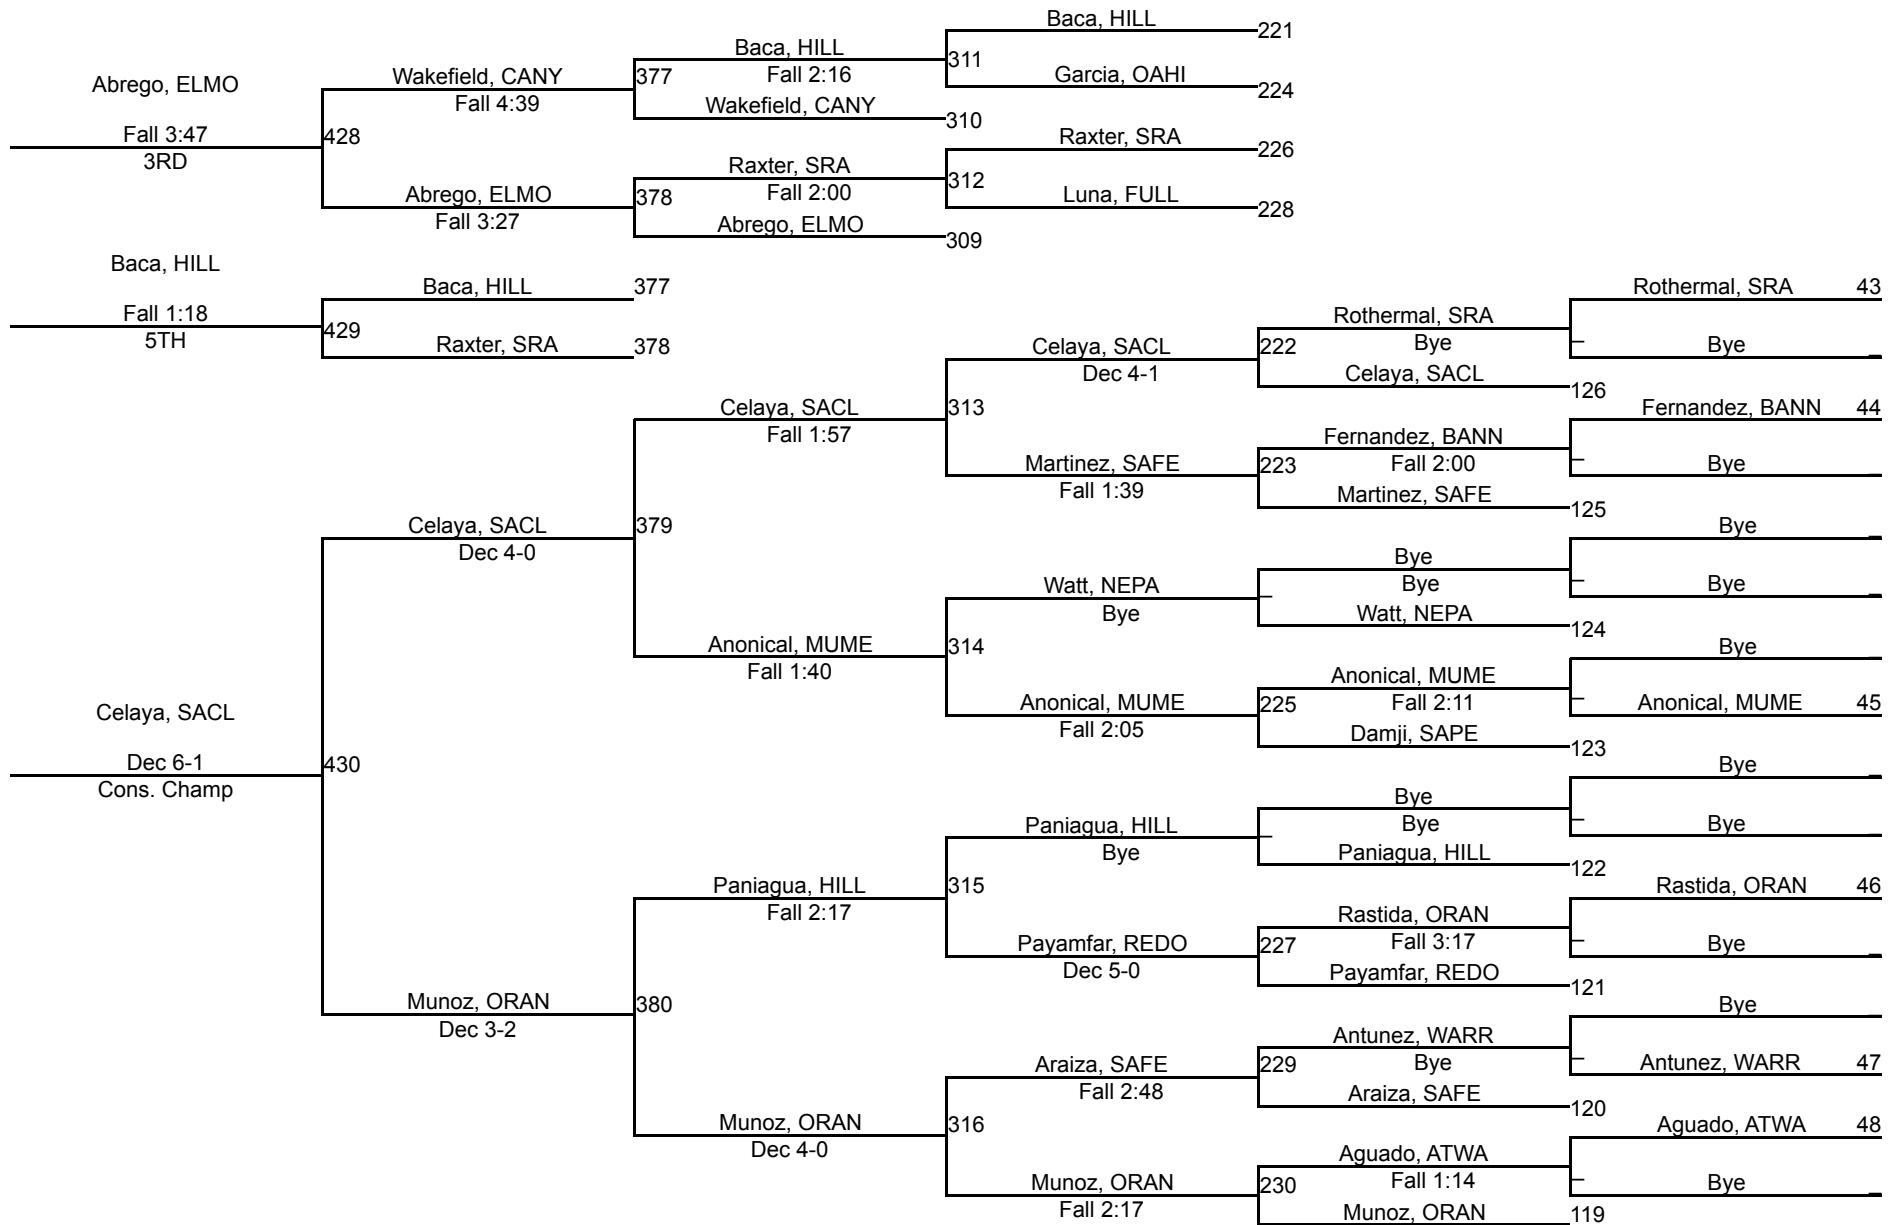 Baca, HILL
221
Baca, HILL
311
Fall 2:16
Garcia, OAHI
224
Wakefield, CANY
377
Fall 4:39
Wakefield, CANY
310
Abrego, ELMO
Fall 3:47
428
3RD
Raxter, SRA
226
Raxter, SRA
312
Fall 2:00
Luna, FULL
228
Abrego, ELMO
378
Fall 3:27
Abrego, ELMO
309
Baca, HILL
Fall 1:18
429
5TH
Baca, HILL
377
Raxter, SRA
378
Rothermal, SRA 43
Rothermal, SRA
Bye
Bye
Celaya, SACL
222
Dec 4-1
Celaya, SACL
126
Celaya, SACL
313
Fall 1:57
Fernandez, BANN 44
Fernandez, BANN
Fall 2:00
Bye
Martinez, SAFE
223
Fall 1:39
Martinez, SAFE
125
Celaya, SACL
379
Dec 4-0
Bye
Bye
Bye
Bye
Watt, NEPA
Bye
Watt, NEPA
124
Anonical, MUME
314
Fall 1:40
Bye
Anonical, MUME
Fall 2:11
Anonical, MUME 45
Anonical, MUME
225
Fall 2:05
Damji, SAPE
123
Celaya, SACL
Dec 6-1
430
Cons. Champ
Bye
Bye
Bye
Bye
Paniagua, HILL
Bye
Paniagua, HILL
122
Paniagua, HILL
315
Fall 2:17
Rastida, ORAN 46
Rastida, ORAN
Fall 3:17
Bye
Payamfar, REDO
227
Dec 5-0
Payamfar, REDO
121
Munoz, ORAN
380
Dec 3-2
Bye
Antunez, WARR
Bye
Antunez, WARR 47
Araiza, SAFE
229
Fall 2:48
Araiza, SAFE
120
Munoz, ORAN
316
Dec 4-0
Aguado, ATWA 48
Aguado, ATWA
Fall 1:14
Bye
Munoz, ORAN
230
Fall 2:17
Munoz, ORAN
119